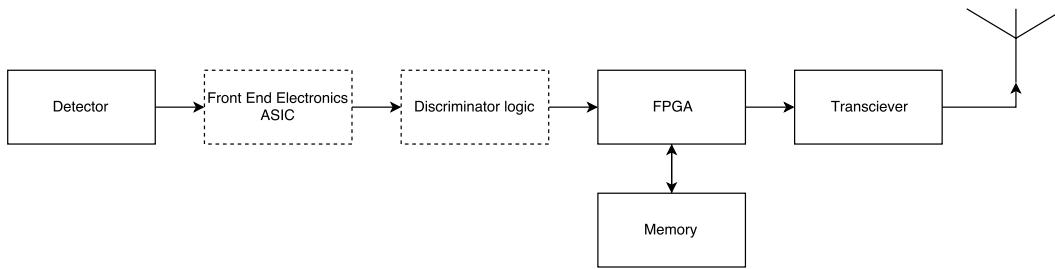 Detector
Front End Electronics
ASIC
Discriminator logic
FPGA
Transciever
Memory